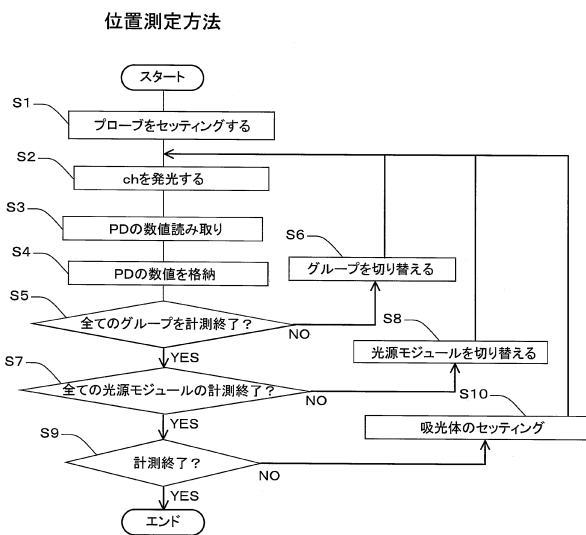 位置測定方法
スタート
S1
プローブをセッティングする
S2
chを発光する
S3
PDの数値読み取り
S4
PDの数値を格納
S5
全てのグループを計測終了？
NO
S6
グループを切り替える
YES
S7
全ての光源モジュールの計測終了？
NO
S8
光源モジュールを切り替える
YES
S9
計測終了？
NO
S10
吸光体のセッティング
YES
エンド